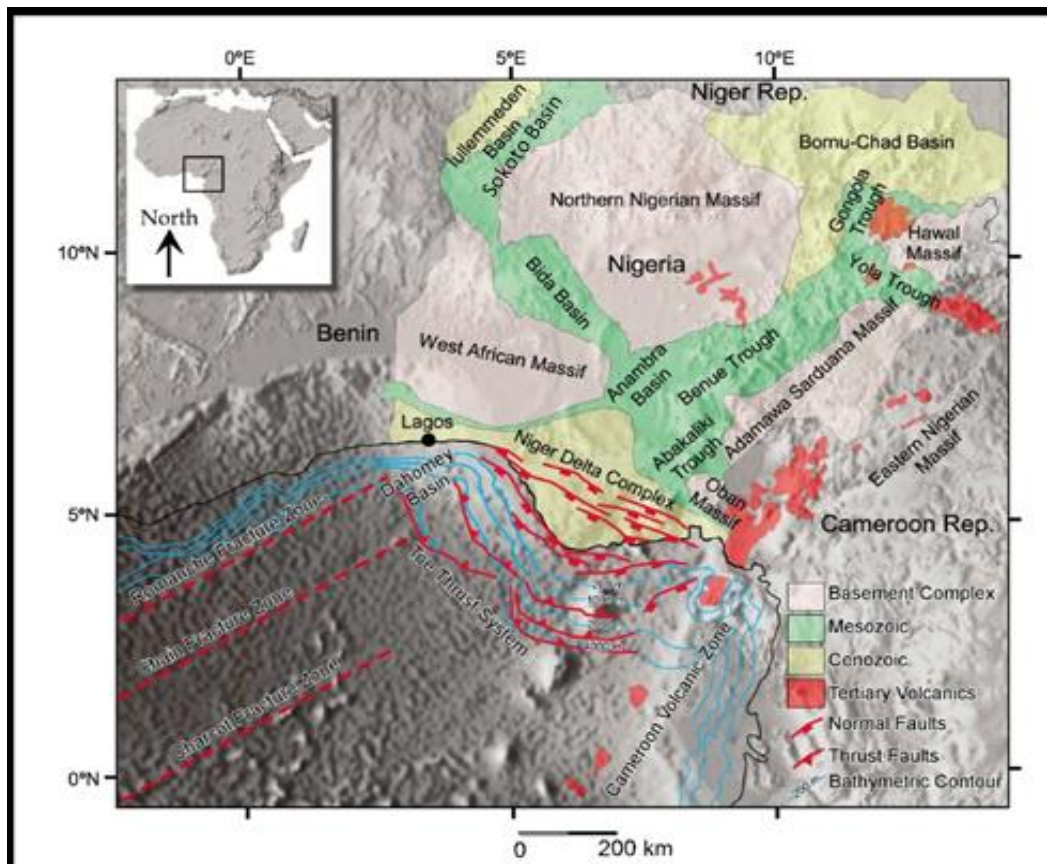 0°E
5°E
10°E
Niger Rep.
Iullemmeden
Basin
Sokoto Basin
Bornu-Chad Basin
Northern Nigerian Massif
Gongola
Trough
Hawal
Massif
North
10°N
Nigeria
Yola Trough
Bida Basin
Benin
West African Massif
Anambra
Basin
Benue Trough
Adamawa Sarduana Massif
Lagos
Abakaliki
Trough
Eastern Nigerian
Massif
Niger Delta Complex
Dahomey
Basin
Oban
Massif
5°N
Cameroon Rep.
Romanche Fracture Zone
Toe Thrust System
Chain Fracture Zone
Charcot Fracture Zone
Cameroon Volcanic Zone
Basement Complex
Mesozoic
Cenozoic
Tertiary Volcanics
Normal Faults
Thrust Faults
Bathymetric Contour
0°N
0 200 km